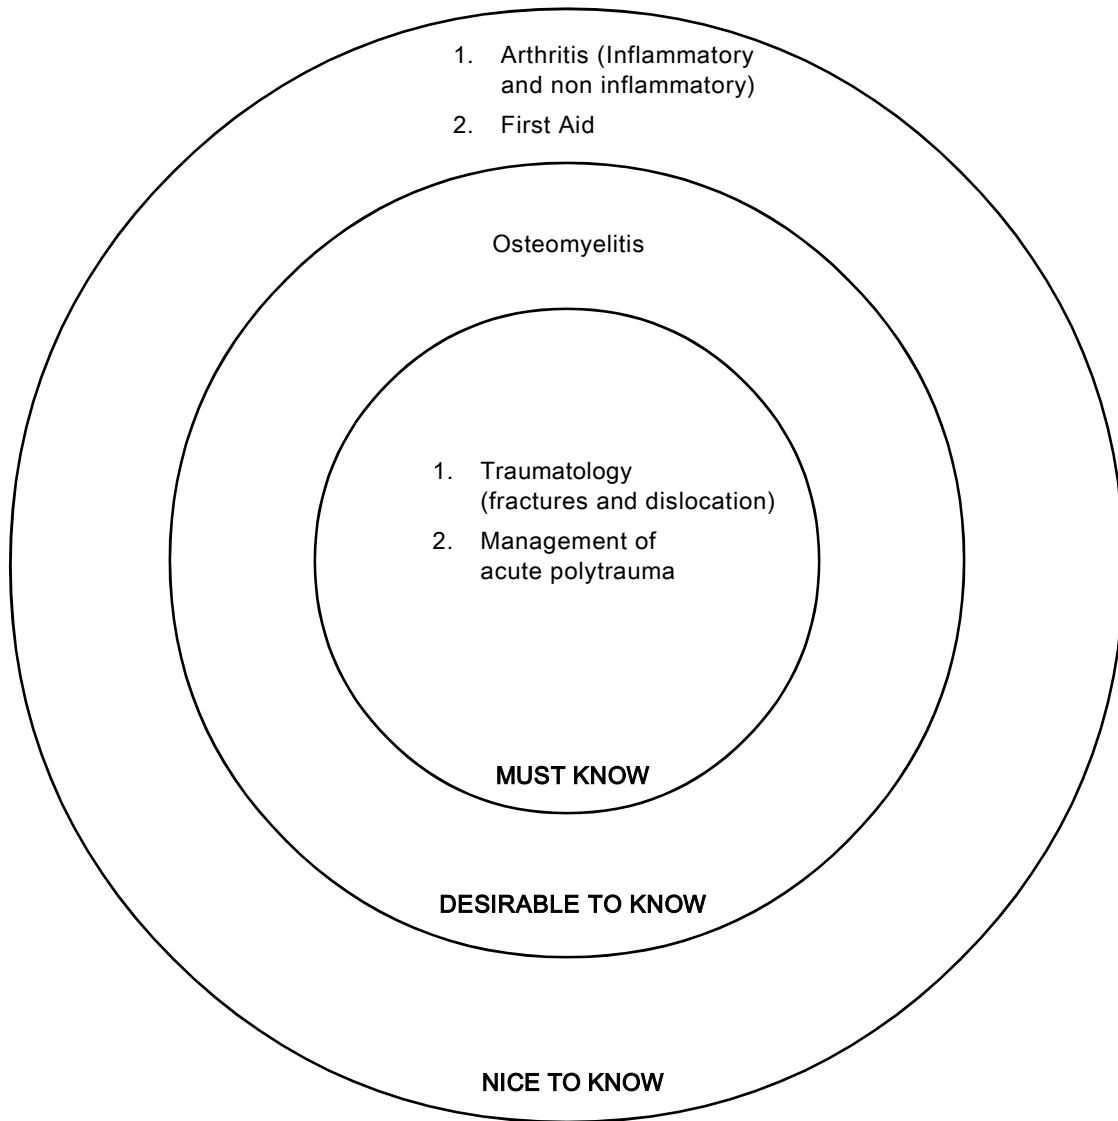 1. Arthritis (Inflammatory
and non inflammatory)
2. First Aid
Osteomyelitis
1. Traumatology
(fractures and dislocation)
2. Management of
acute polytrauma
MUST KNOW
DESIRABLE TO KNOW
NICE TO KNOW